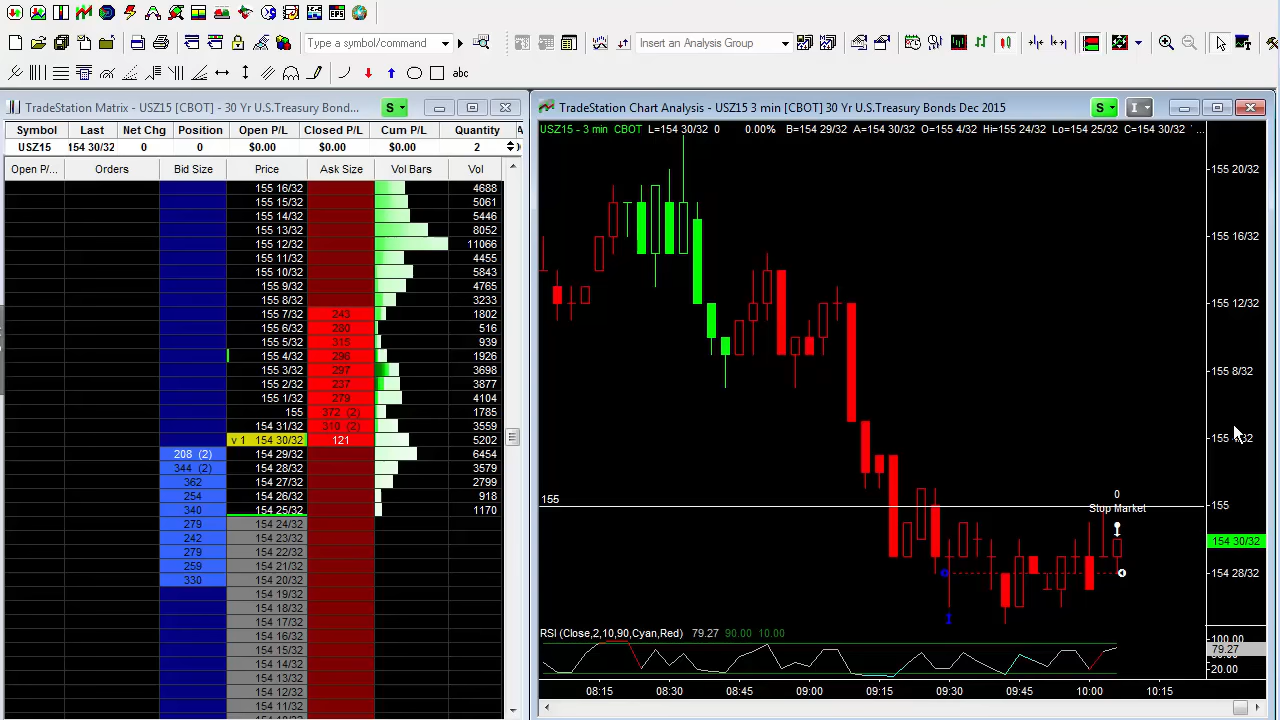 Type a symbol/command
Insert an Analysis Group
abc
TradeStation Matrix - USZ15 [CBOT] - 30 Yr U.S.Treasury Bond...
S
Symbol Last Net Chg Position Open P/L Closed P/L Cum P/L Quantity
USZ15 154 30/32 0 0 $0.00 $0.00 $0.00 2
Open P/... Orders Bid Size Price Ask Size Vol Bars Vol
155 16/32 4688
155 15/32 5061
155 14/32 5446
155 13/32 8052
155 12/32 11066
155 11/32 4455
155 10/32 5843
155 9/32 4765
155 8/32 3233
155 7/32 243 1802
155 6/32 280 516
155 5/32 315 939
155 4/32 296 1926
155 3/32 297 3698
155 2/32 237 3877
155 1/32 279 4104
155 372 (2) 1785
154 31/32 310 (2) 3559
v 1 154 30/32 121 5202
208 (2) 154 29/32 6454
344 (2) 154 28/32 3579
362 154 27/32 2799
254 154 26/32 918
340 154 25/32 1170
279 154 24/32
242 154 23/32
279 154 22/32
259 154 21/32
330 154 20/32
154 19/32
154 18/32
154 17/32
154 16/32
154 15/32
154 14/32
154 13/32
154 12/32
154 11/32
TradeStation Chart Analysis - USZ15 3 min [CBOT] 30 Yr U.S.Treasury Bonds Dec 2015
S I
USZ15 - 3 min CBOT L=154 30/32 0 0.00% B=154 29/32 A=154 30/32 O=155 4/32 Hi=155 24/32 Lo=154 25/32 C=154 30/32 ...
155 20/32
155 16/32
155 12/32
155 8/32
155
155
0
Stop Market
154 30/32
154 28/32
RSI (Close,2,10,90,Cyan,Red) 79.27 90.00 10.00
100.00
79.27
20.00
08:15 08:30 08:45 09:00 09:15 09:30 09:45 10:00 10:15